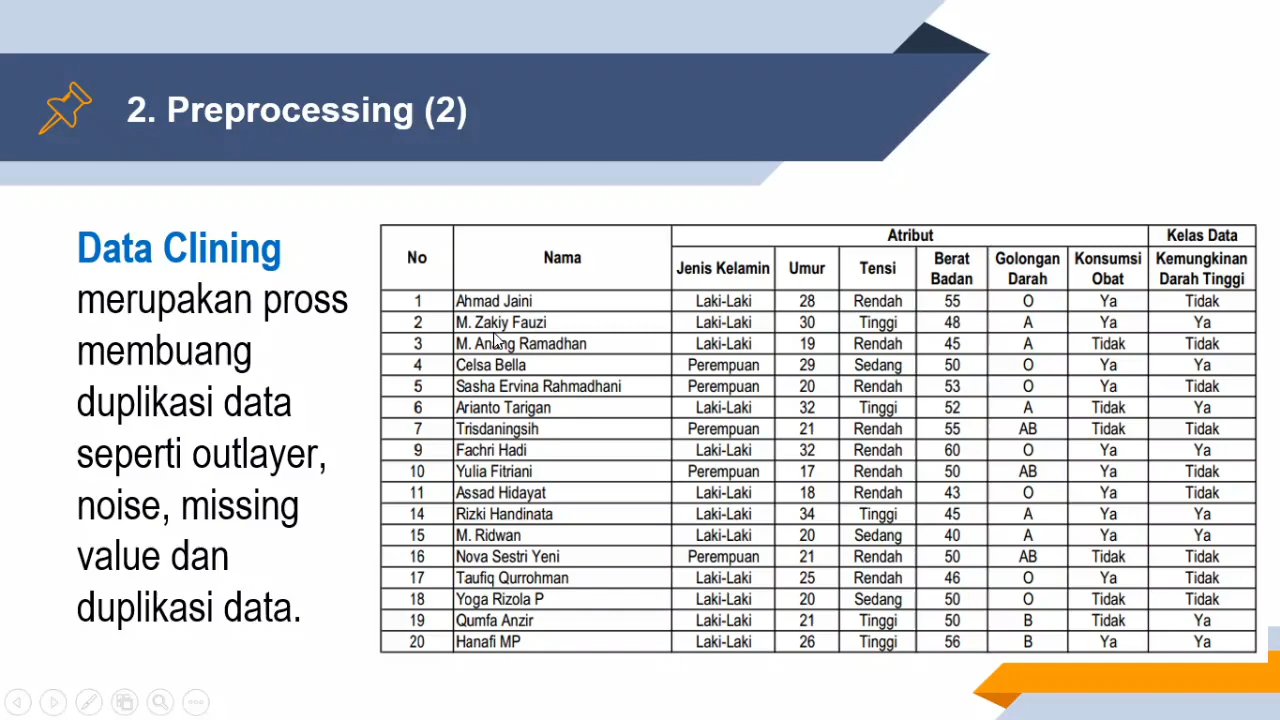 2. Preprocessing (2)
Data Clining
merupakan pross
membuang
duplikasi data
seperti outlayer,
noise, missing
value dan
duplikasi data.
No Nama Atribut Kelas Data
Jenis Kelamin Umur Tensi Berat Badan Golongan Darah Konsumsi Obat Kemungkinan Darah Tinggi
1 Ahmad Jaini Laki-Laki 28 Rendah 55 O Ya Tidak
2 M. Zakiy Fauzi Laki-Laki 30 Tinggi 48 A Ya Ya
3 M. Ramadhan Laki-Laki 19 Rendah 45 A Tidak Tidak
4 Celsa Bella Perempuan 29 Sedang 50 O Ya Ya
5 Sasha Ervina Rahmadhani Perempuan 20 Rendah 53 O Ya Tidak
6 Arianto Tarigan Laki-Laki 32 Tinggi 52 A Tidak Ya
7 Trisdaningsih Perempuan 21 Rendah 55 AB Tidak Tidak
9 Fachri Hadi Laki-Laki 32 Rendah 60 O Ya Ya
10 Yulia Fitriani Perempuan 17 Rendah 50 AB Ya Tidak
11 Assad Hidayat Laki-Laki 18 Rendah 43 O Ya Tidak
14 Rizki Handinata Laki-Laki 34 Tinggi 45 A Ya Ya
15 M. Ridwan Laki-Laki 20 Sedang 40 A Ya Ya
16 Nova Sestri Yeni Perempuan 21 Rendah 50 AB Tidak Tidak
17 Taufiq Qurrohman Laki-Laki 25 Rendah 46 O Ya Tidak
18 Yoga Rizola P Laki-Laki 20 Sedang 50 O Tidak Tidak
19 Qumfa Anzir Laki-Laki 21 Tinggi 50 B Tidak Ya
20 Hanafi MP Laki-Laki 26 Tinggi 56 B Ya Ya